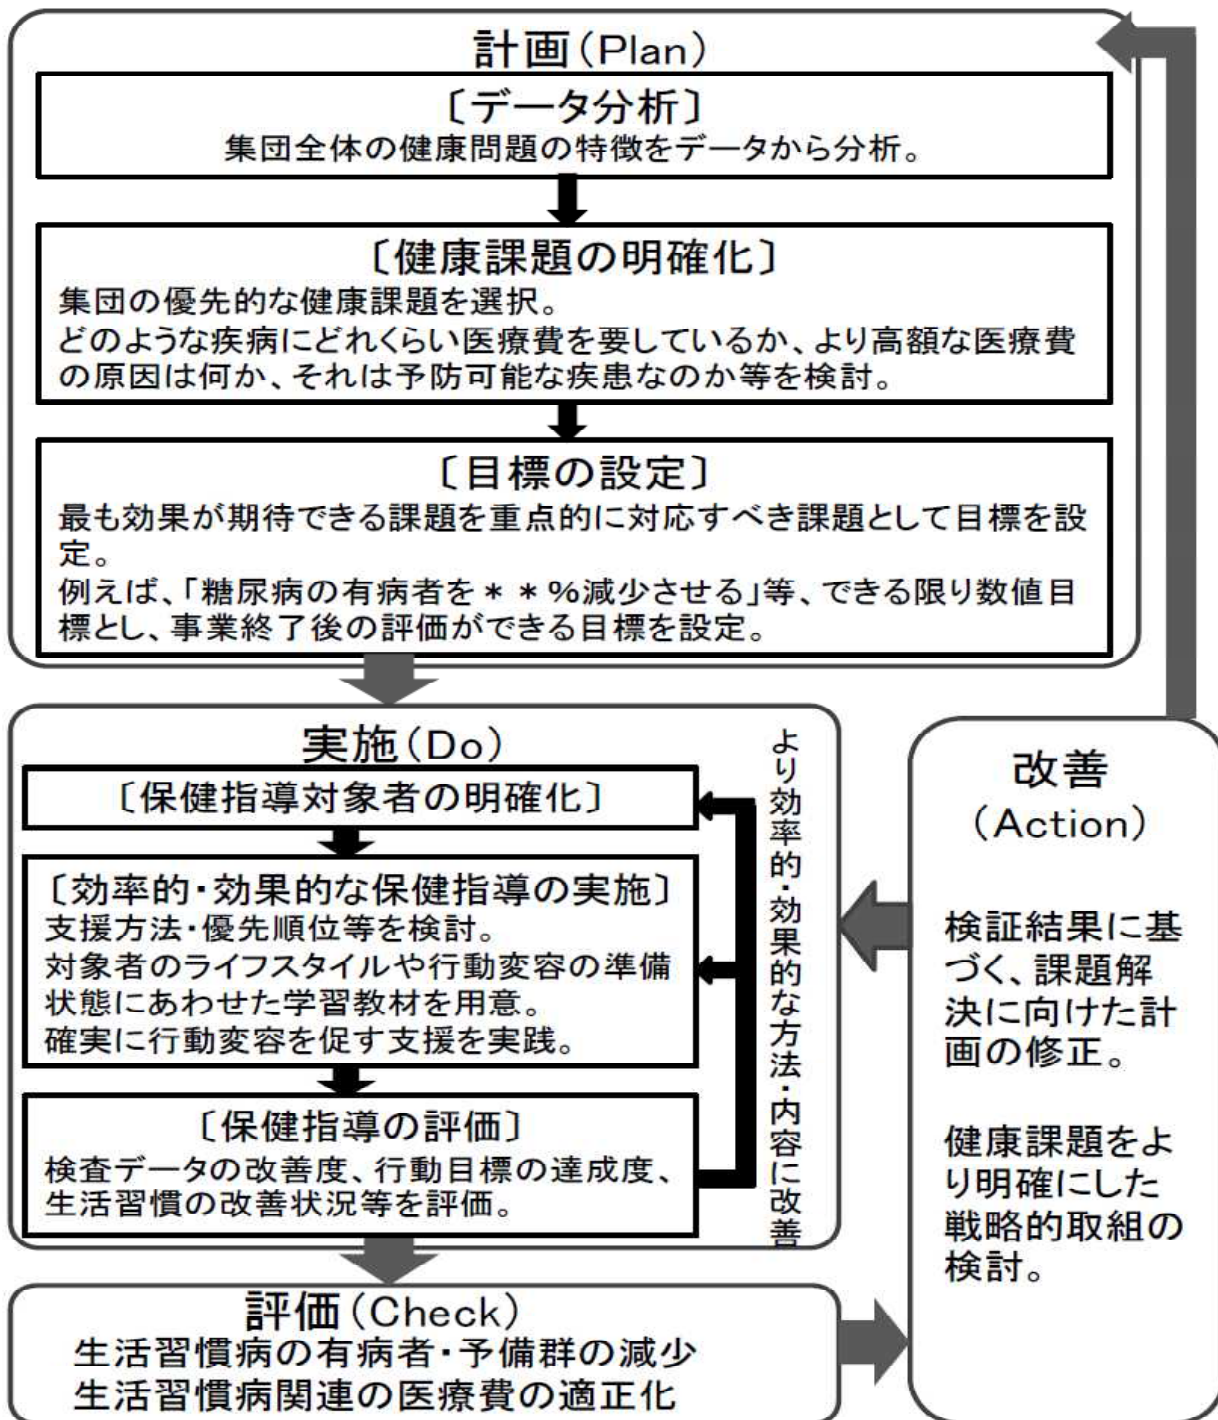 計画(Plan)
〔データ分析〕
集団全体の健康問題の特徴をデータから分析。
〔健康課題の明確化〕
集団の優先的な健康課題を選択。
どのような疾病にどれくらい医療費を要しているか、より高額な医療費
の原因は何か、それは予防可能な疾患なのか等を検討。
〔目標の設定〕
最も効果が期待できる課題を重点的に対応すべき課題として目標を設
定。
例えば、「糖尿病の有病者を＊＊%減少させる」等、できる限り数値目
標とし、事業終了後の評価ができる目標を設定。
実施(Do)
〔保健指導対象者の明確化〕
〔効率的・効果的な保健指導の実施〕
支援方法・優先順位等を検討。
対象者のライフスタイルや行動変容の準備
状態にあわせた学習教材を用意。
確実に行動変容を促す支援を実践。
〔保健指導の評価〕
検査データの改善度、行動目標の達成度、
生活習慣の改善状況等を評価。
より効率的・効果的な方法・内容に改善
評価(Check)
生活習慣病の有病者・予備群の減少
生活習慣病関連の医療費の適正化
改善
(Action)
検証結果に基
づく、課題解
決に向けた計
画の修正。
健康課題をよ
り明確にした
戦略的取組の
検討。